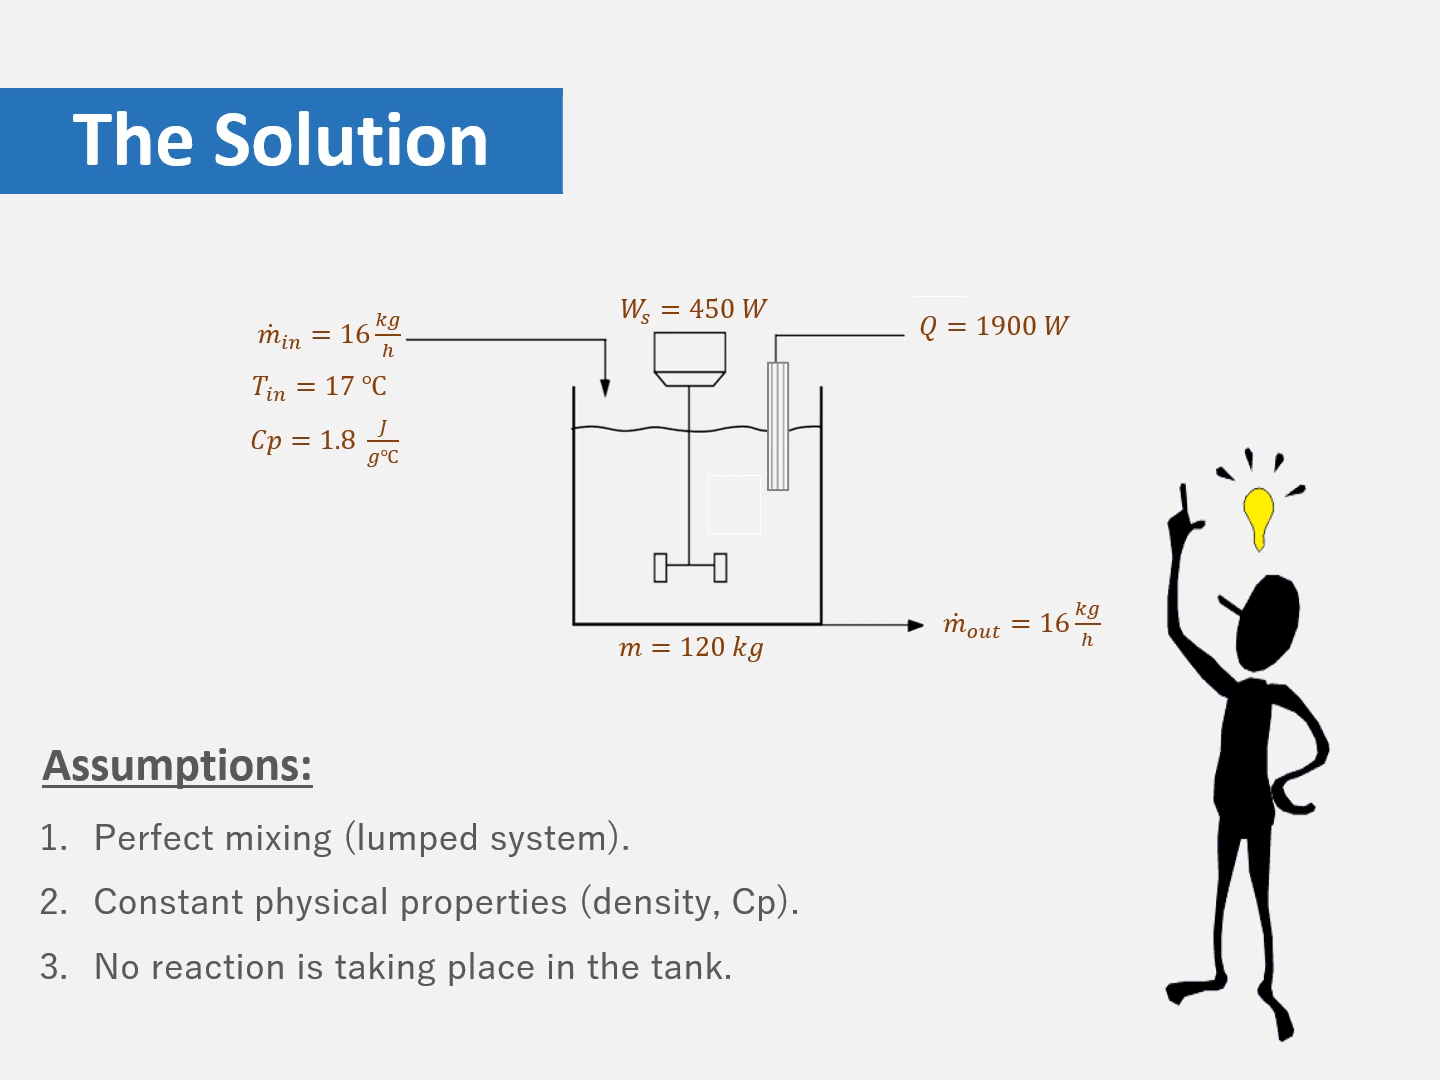 The Solution
Wₛ = 450 W
ṁᵢₙ = 16 kg/h
Q = 1900 W
Tᵢₙ = 17 ℃
Cp = 1.8 J/g℃
ṁₒᵤₜ = 16 kg/h
m = 120 kg
Assumptions:
1. Perfect mixing (lumped system).
2. Constant physical properties (density, Cp).
3. No reaction is taking place in the tank.